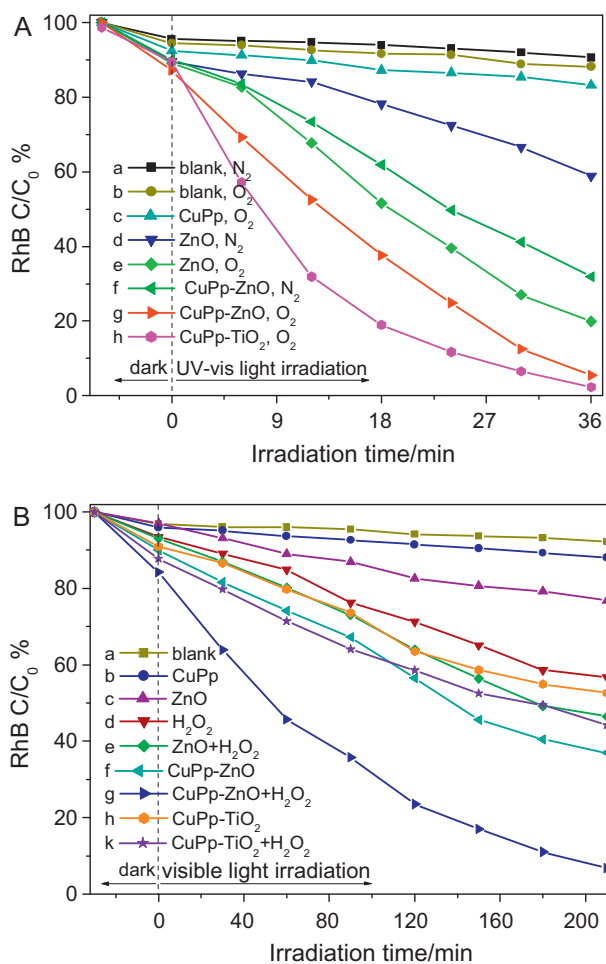 A
100
80
60
40
20
0
RhB C/C₀ %
a blank, N₂
b blank, O₂
c CuPp, O₂
d ZnO, N₂
e ZnO, O₂
f CuPp-ZnO, N₂
g CuPp-ZnO, O₂
h CuPp-TiO₂, O₂
dark UV-vis light irradiation
0 9 18 27 36
Irradiation time/min
B
100
80
60
40
20
0
RhB C/C₀ %
a blank
b CuPp
c ZnO
d H₂O₂
e ZnO+H₂O₂
f CuPp-ZnO
g CuPp-ZnO+H₂O₂
h CuPp-TiO₂
k CuPp-TiO₂+H₂O₂
dark visible light irradiation
0 40 80 120 160 200
Irradiation time/min